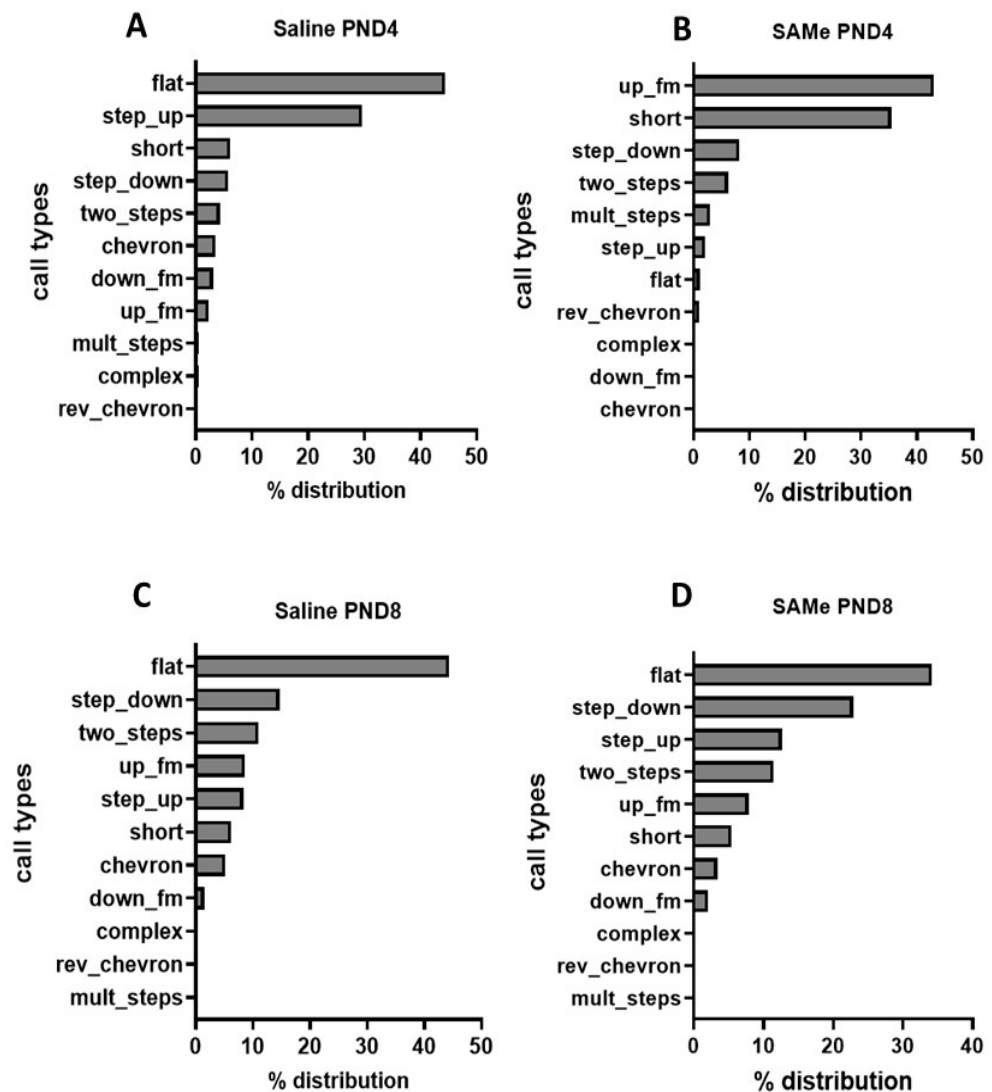 A
Saline PND4
call types
flat
step_up
short
step_down
two_steps
chevron
down_fm
up_fm
mult_steps
complex
rev_chevron
0 10 20 30 40 50
% distribution
B
SAMe PND4
call types
up_fm
short
step_down
two_steps
mult_steps
step_up
flat
rev_chevron
complex
down_fm
chevron
0 10 20 30 40 50
% distribution
C
Saline PND8
call types
flat
step_down
two_steps
up_fm
step_up
short
chevron
down_fm
complex
rev_chevron
mult_steps
0 10 20 30 40 50
% distribution
D
SAMe PND8
call types
flat
step_down
step_up
two_steps
up_fm
short
chevron
down_fm
complex
rev_chevron
mult_steps
0 10 20 30 40
% distribution